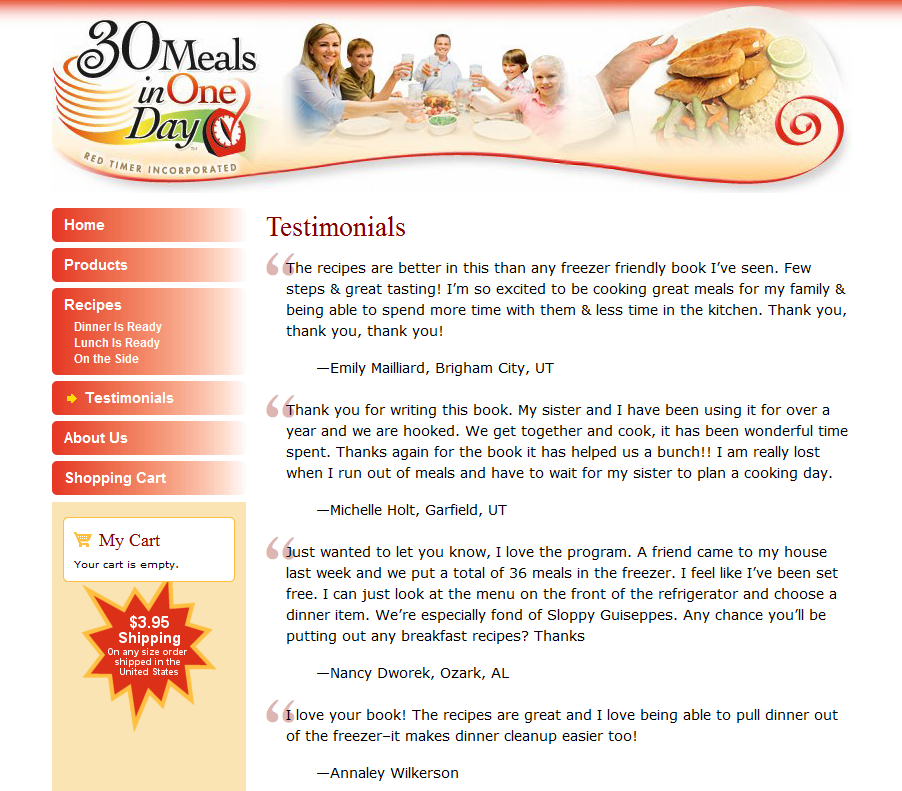 30 Meals
in One
Day™
RED TIMER INCORPORATED
Home
Products
Recipes
Dinner Is Ready
Lunch Is Ready
On the Side
Testimonials
About Us
Shopping Cart
My Cart
Your cart is empty.
$3.95
Shipping
On any size order
shipped in the
United States
Testimonials
“The recipes are better in this than any freezer friendly book I’ve seen. Few
steps & great tasting! I’m so excited to be cooking great meals for my family &
being able to spend more time with them & less time in the kitchen. Thank you,
thank you, thank you!
—Emily Mailliard, Brigham City, UT
“Thank you for writing this book. My sister and I have been using it for over a
year and we are hooked. We get together and cook, it has been wonderful time
spent. Thanks again for the book it has helped us a bunch!! I am really lost
when I run out of meals and have to wait for my sister to plan a cooking day.
—Michelle Holt, Garfield, UT
“Just wanted to let you know, I love the program. A friend came to my house
last week and we put a total of 36 meals in the freezer. I feel like I’ve been set
free. I can just look at the menu on the front of the refrigerator and choose a
dinner item. We’re especially fond of Sloppy Guiseppes. Any chance you’ll be
putting out any breakfast recipes? Thanks
—Nancy Dworek, Ozark, AL
“I love your book! The recipes are great and I love being able to pull dinner out
of the freezer–it makes dinner cleanup easier too!
—Annaley Wilkerson